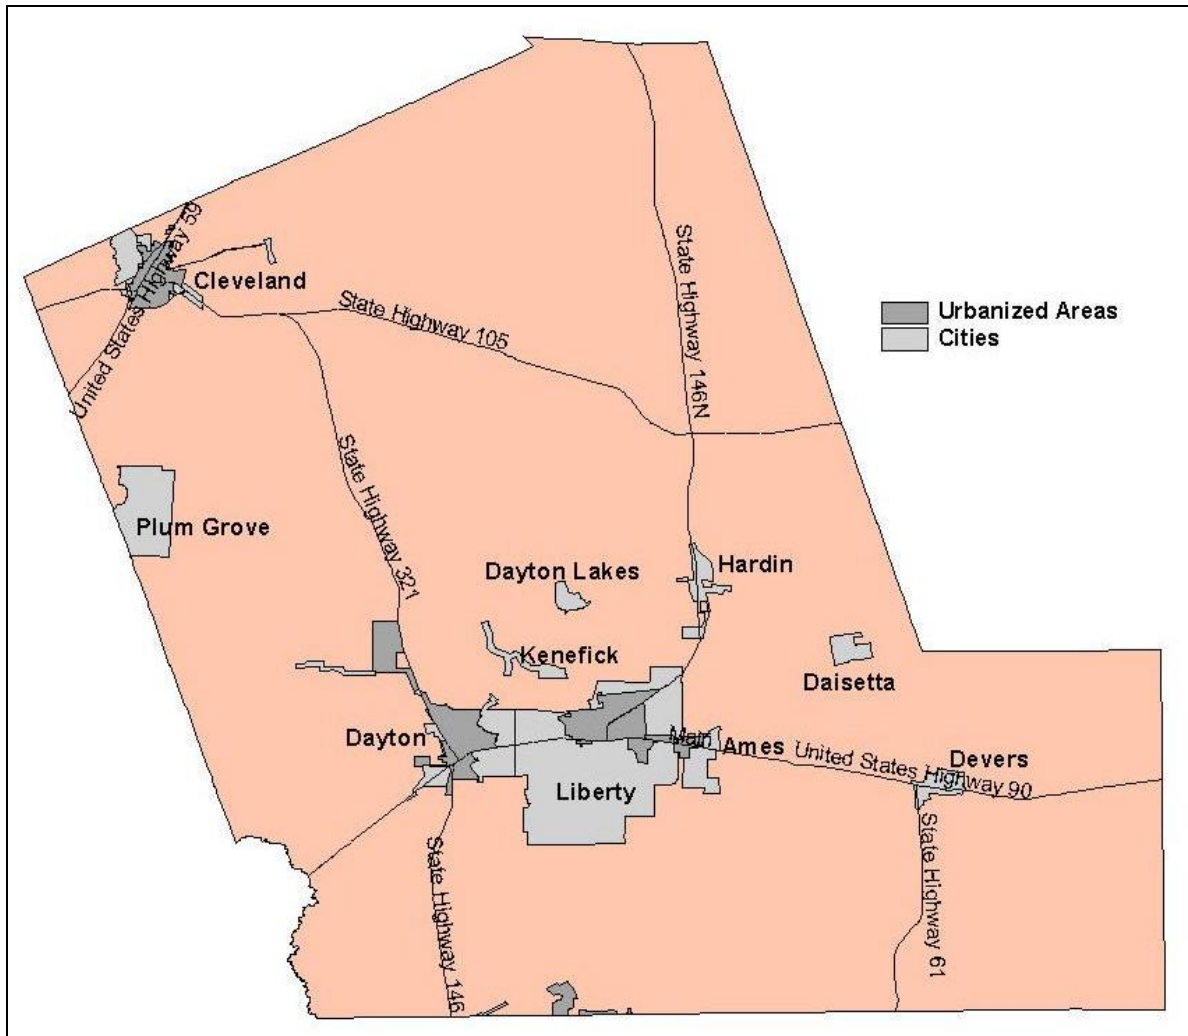 United States Highway 59
Cleveland
State Highway 105
State Highway 146N
Urbanized Areas
Cities
State Highway 321
Plum Grove
Dayton Lakes
Hardin
Kenefick
Daisetta
Dayton
Main
Ames
United States Highway 90
Devers
Liberty
State Highway 146
State Highway 61